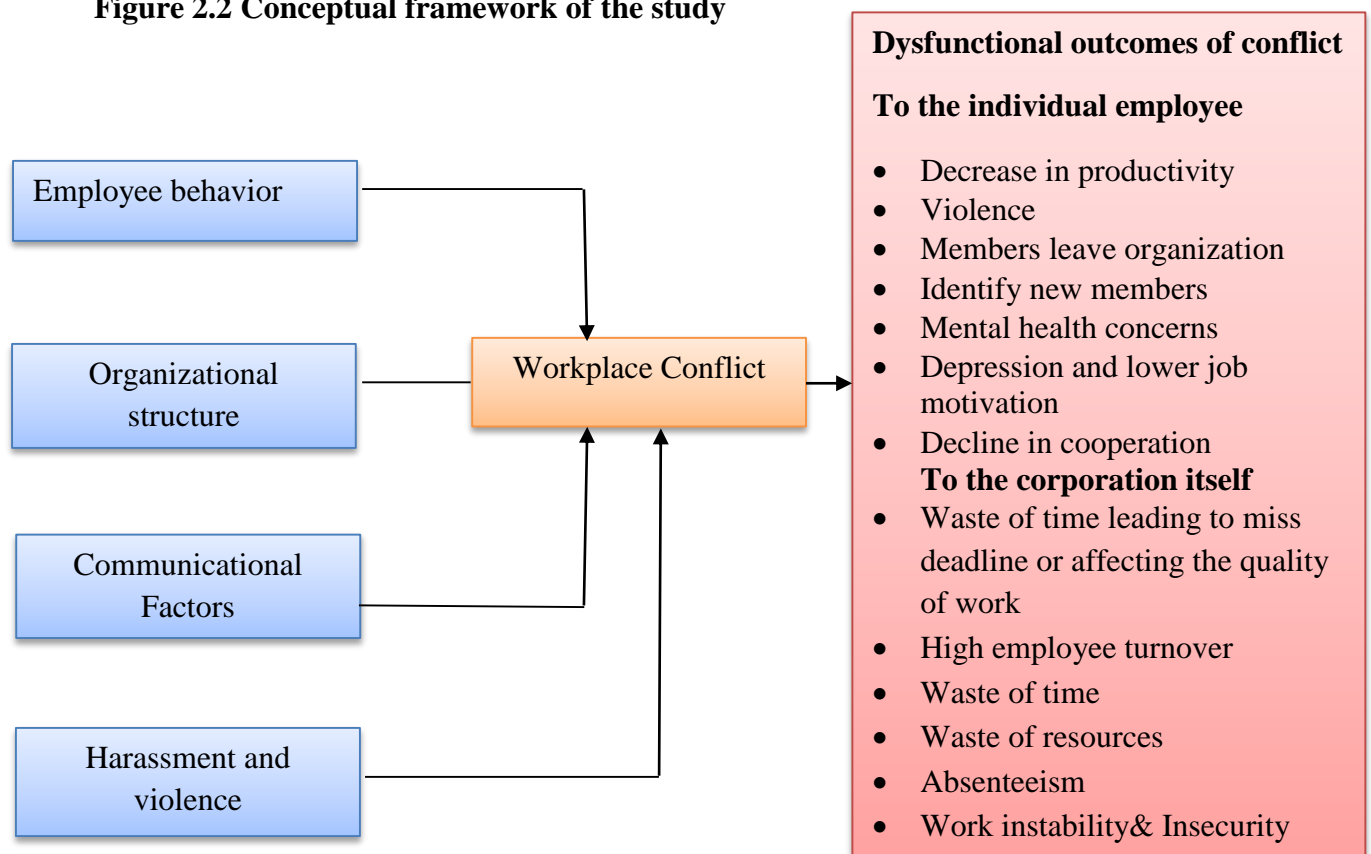 Figure 2.2 Conceptual framework of the study
Employee behavior
Organizational
structure
Communicational
Factors
Harassment and
violence
Workplace Conflict
Dysfunctional outcomes of conflict
To the individual employee
• Decrease in productivity
• Violence
• Members leave organization
• Identify new members
• Mental health concerns
• Depression and lower job
motivation
• Decline in cooperation
To the corporation itself
• Waste of time leading to miss
deadline or affecting the quality
of work
• High employee turnover
• Waste of time
• Waste of resources
• Absenteeism
• Work instability& Insecurity